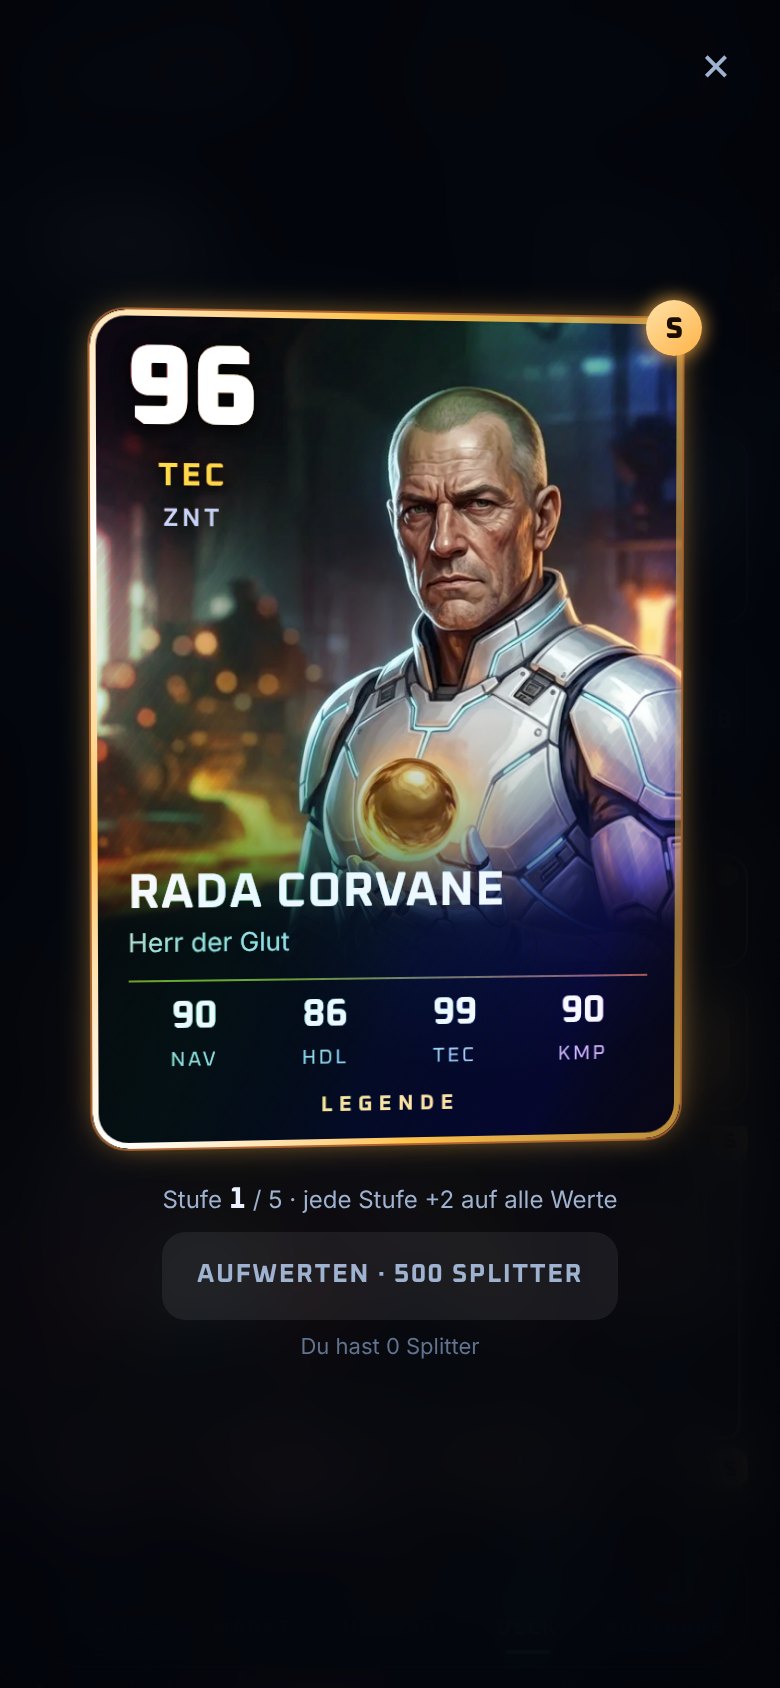 S
96
TEC
ZNT
RADA CORVANE
Herr der Glut
90 86 99 90
NAV HDL TEC KMP
LEGENDE
Stufe 1 / 5 · jede Stufe +2 auf alle Werte
AUFWERTEN · 500 SPLITTER
Du hast 0 Splitter